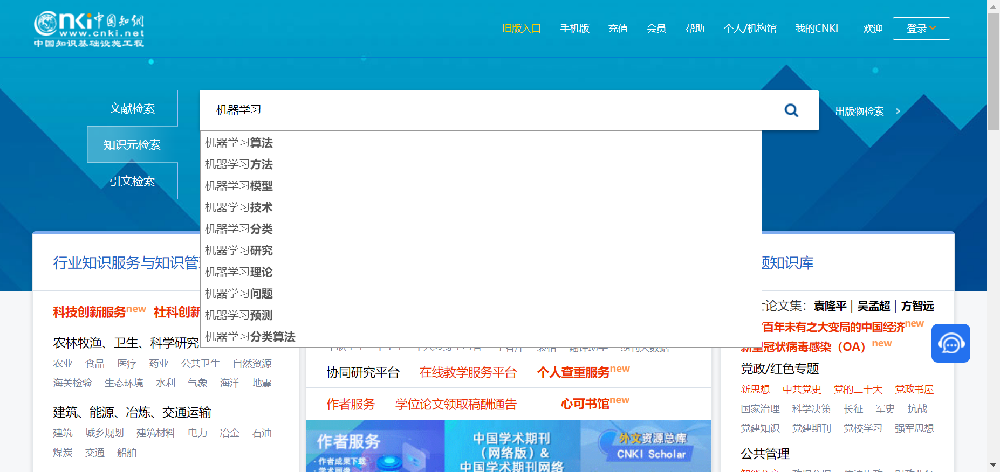 cnki中国知网
www.cnki.net
中国知识基础设施工程
旧版入口 手机版 充值 会员 帮助 个人/机构馆 我的CNKI 欢迎 登录
文献检索
知识元检索
引文检索
机器学习
出版物检索
机器学习算法
机器学习方法
机器学习模型
机器学习技术
机器学习分类
机器学习研究
机器学习理论
机器学习问题
机器学习预测
机器学习分类算法
行业知识服务与知识管
科技创新服务new 社科创新
农林牧渔、卫生、科学研究
农业 食品 医疗 药业 公共卫生 自然资源
海关检验 生态环境 水利 气象 海洋 地震
建筑、能源、冶炼、交通运输
建筑 城乡规划 建筑材料 电力 冶金 石油
煤炭 交通 船舶
协同研究平台 在线教学服务平台 个人查重服务new
作者服务 学位论文领取稿酬通告 心可书馆new
作者服务
·作者成果下载
·学术画像
中国学术期刊
（网络版）&
中国学术期刊网络
外文资源总库
CNKI Scholar
题知识库
论文集：袁隆平 | 吴孟超 | 方智远
百年未有之大变局的中国经济new
新型冠状病毒感染（OA）new
党政/红色专题
新思想 中共党史 党的二十大 党政书屋
国家治理 科学决策 长征 军史 抗战
党建知识 党建期刊 党校学习 强军思想
公共管理